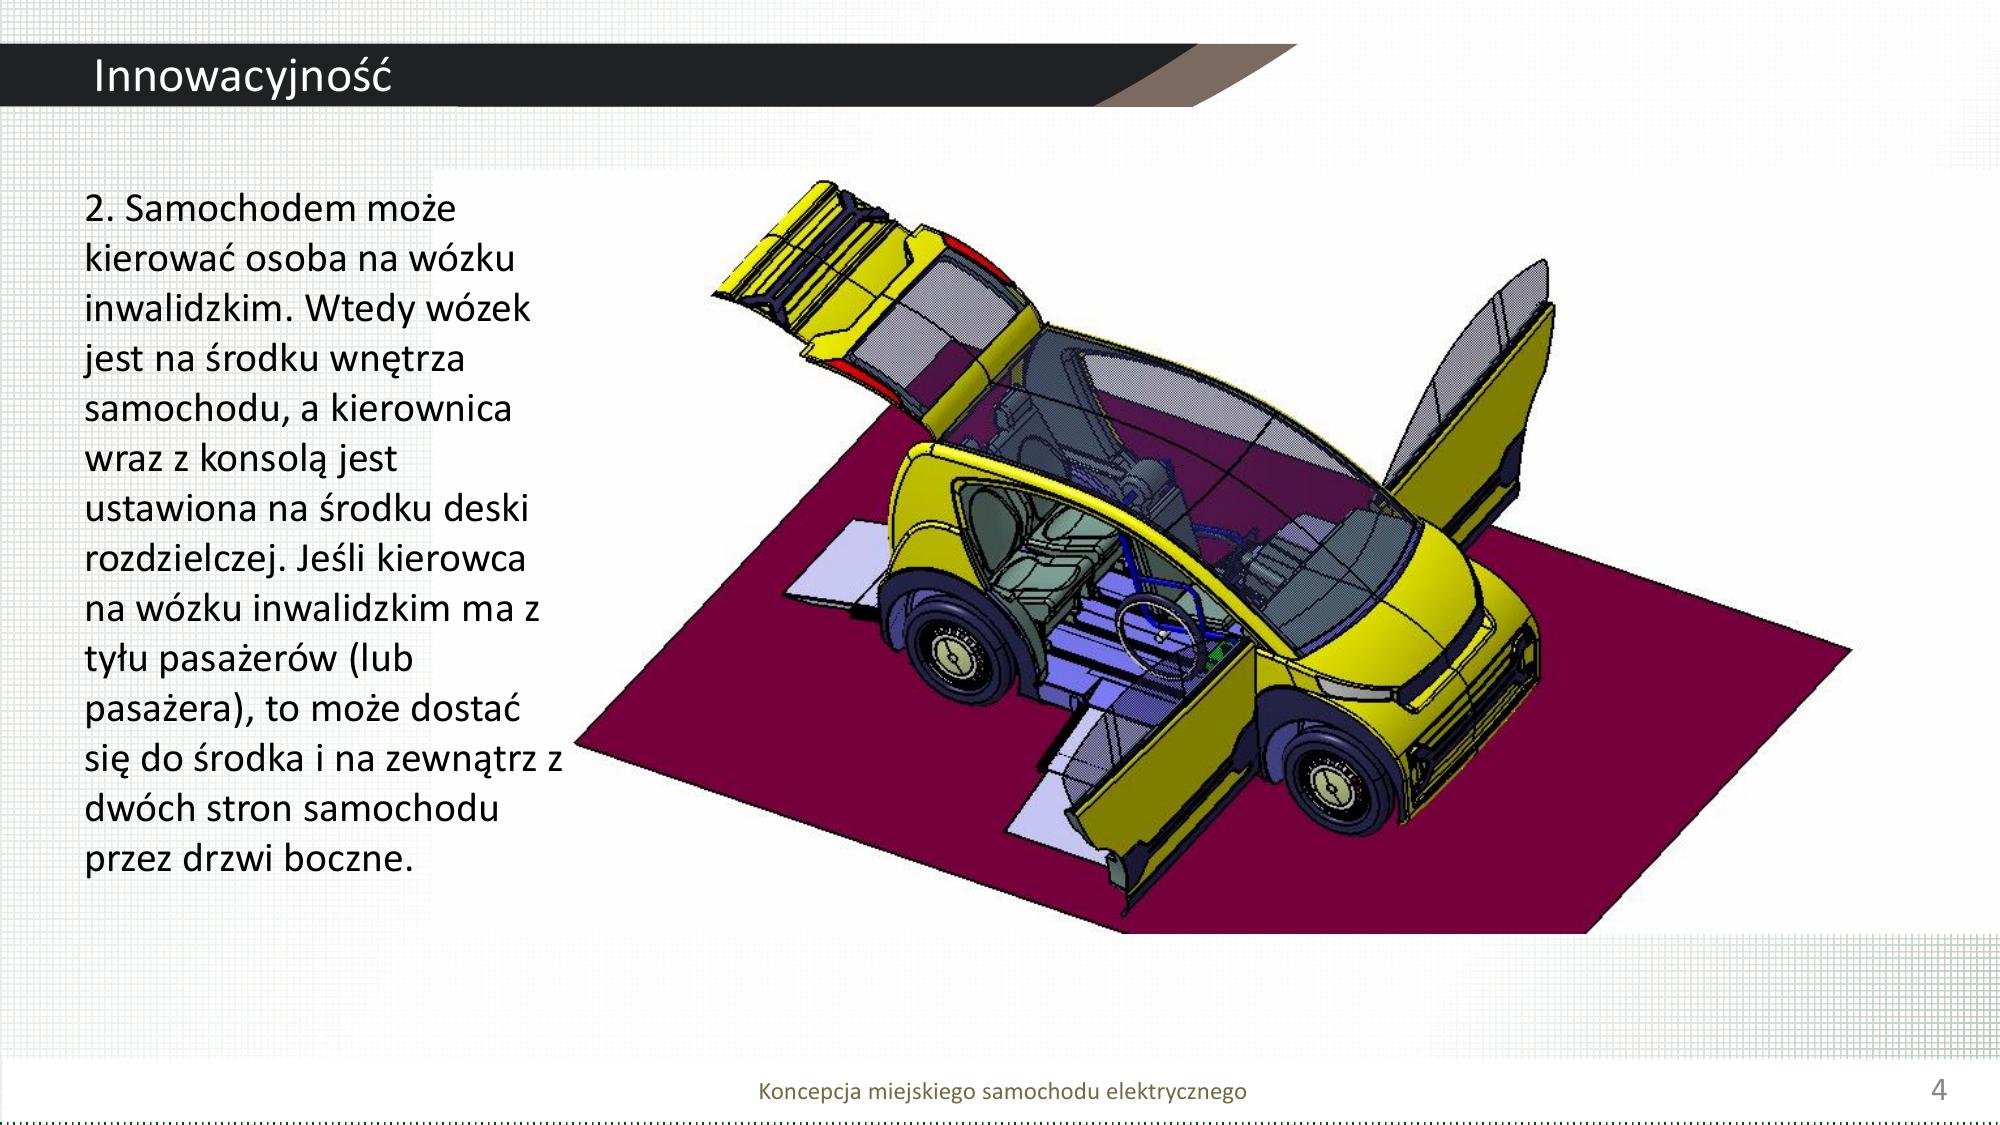 Innowacyjność
2. Samochodem może
kierować osoba na wózku
inwalidzkim. Wtedy wózek
jest na środku wnętrza
samochodu, a kierownica
wraz z konsolą jest
ustawiona na środku deski
rozdzielczej. Jeśli kierowca
na wózku inwalidzkim ma z
tyłu pasażerów (lub
pasażera), to może dostać
się do środka i na zewnątrz z
dwóch stron samochodu
przez drzwi boczne.
Koncepcja miejskiego samochodu elektrycznego
4